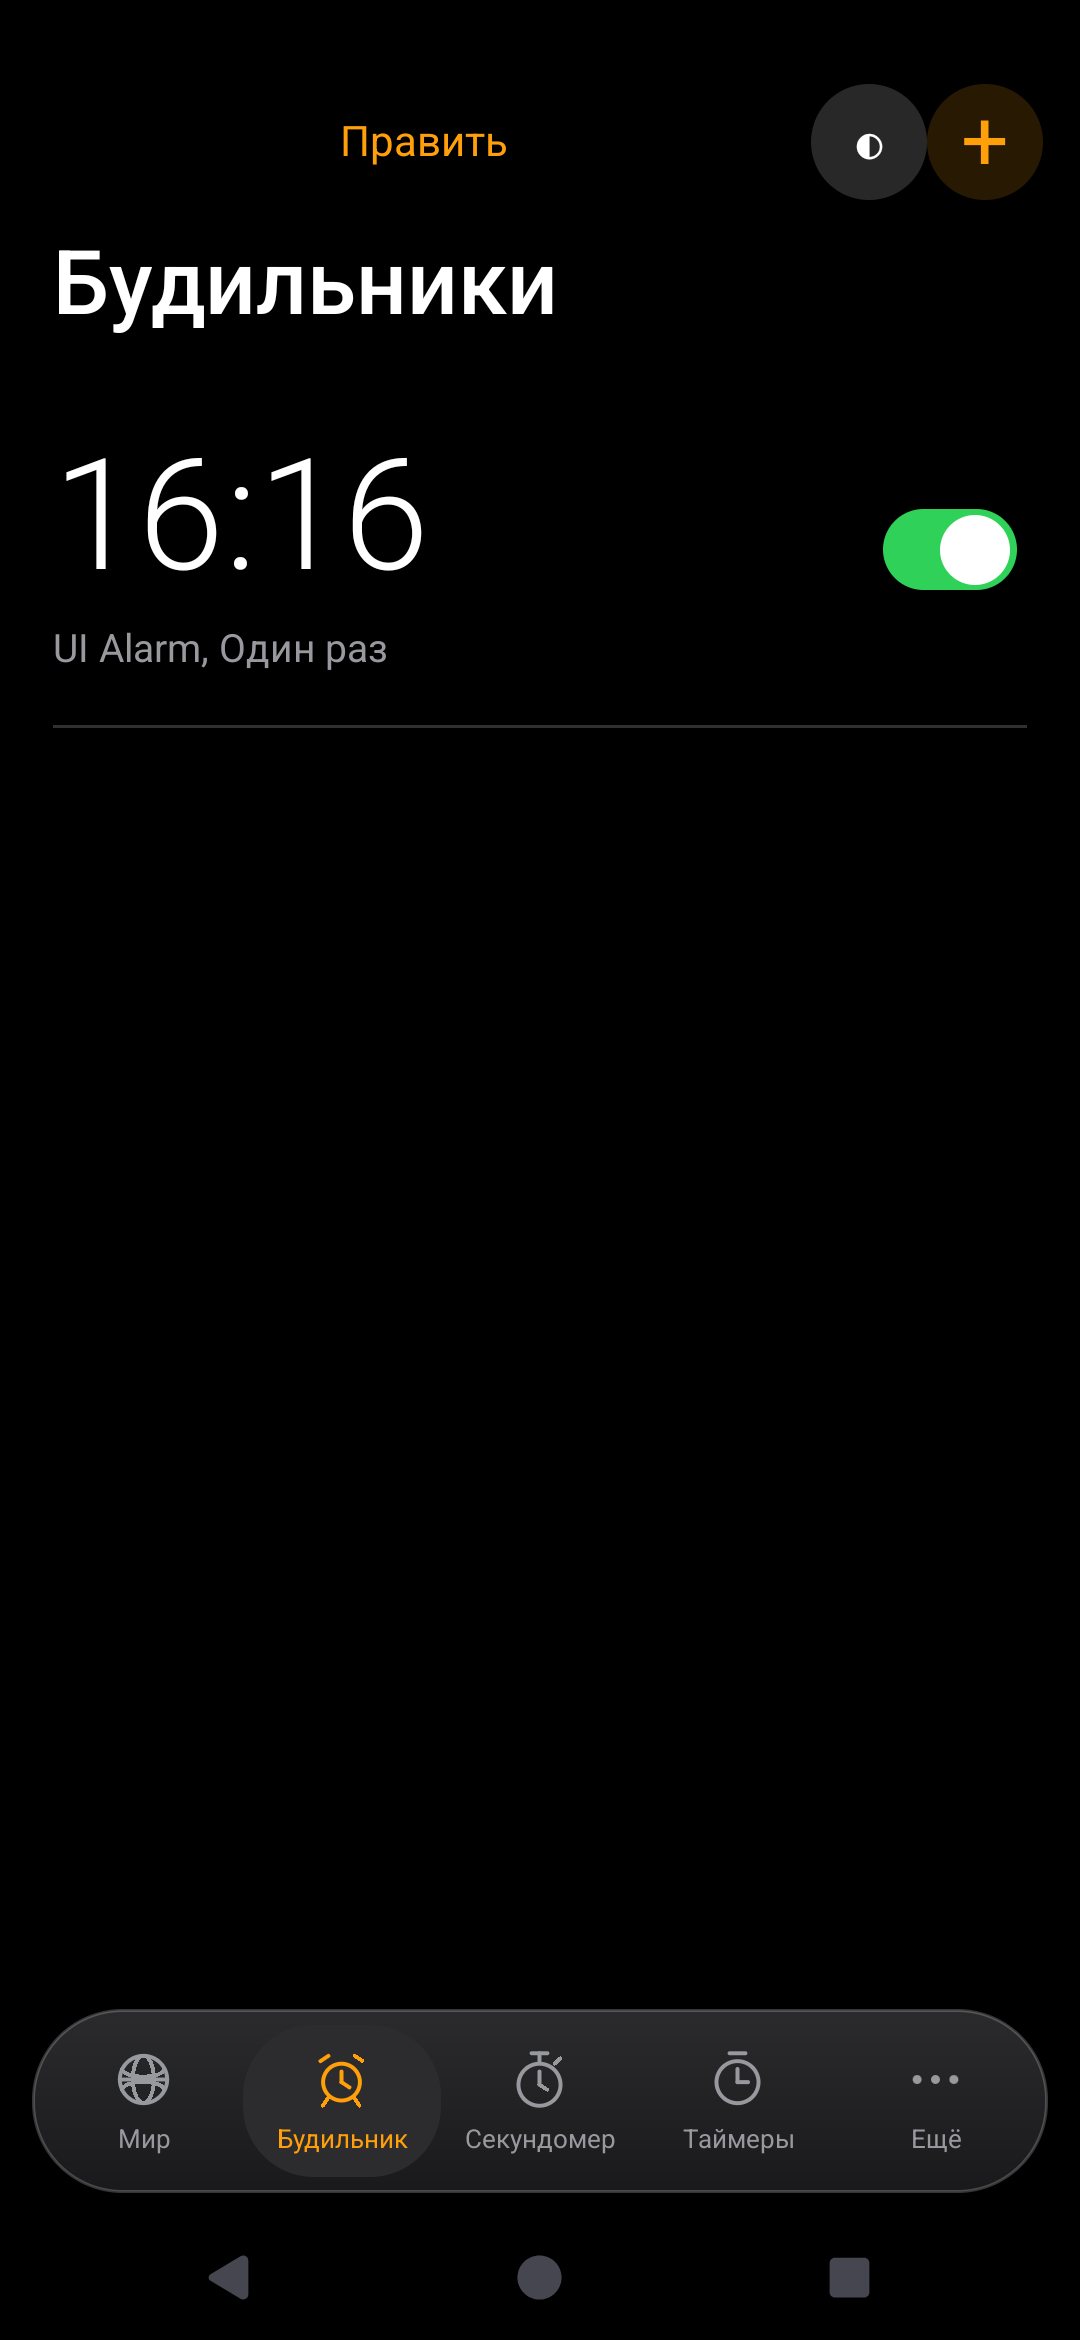 Править
Будильники
16:16
UI Alarm, Один раз
Мир
Будильник
Секундомер
Таймеры
Ещё